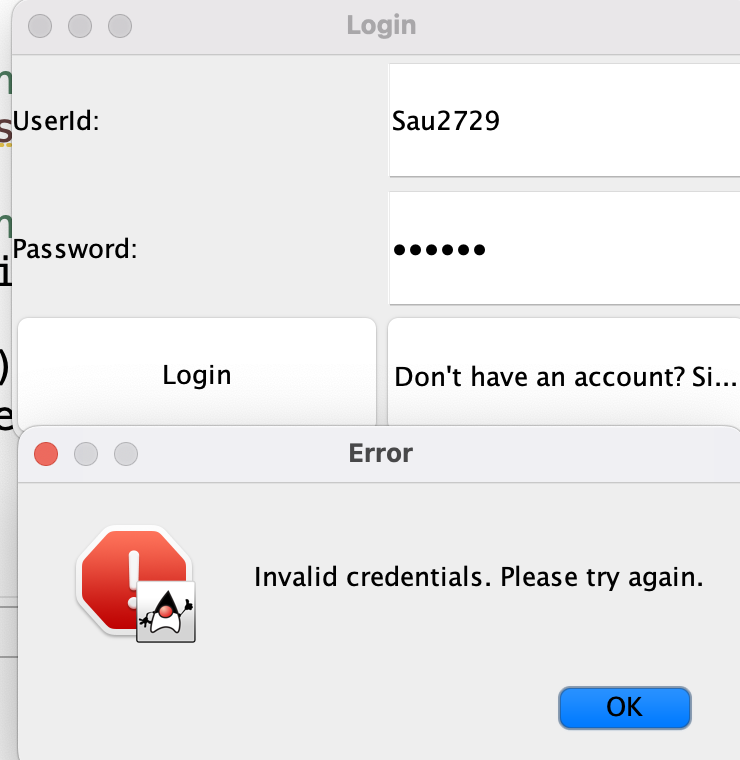 Login
UserId:
Sau2729
Password:
••••••
Login
Don't have an account? Si...
Error
Invalid credentials. Please try again.
OK